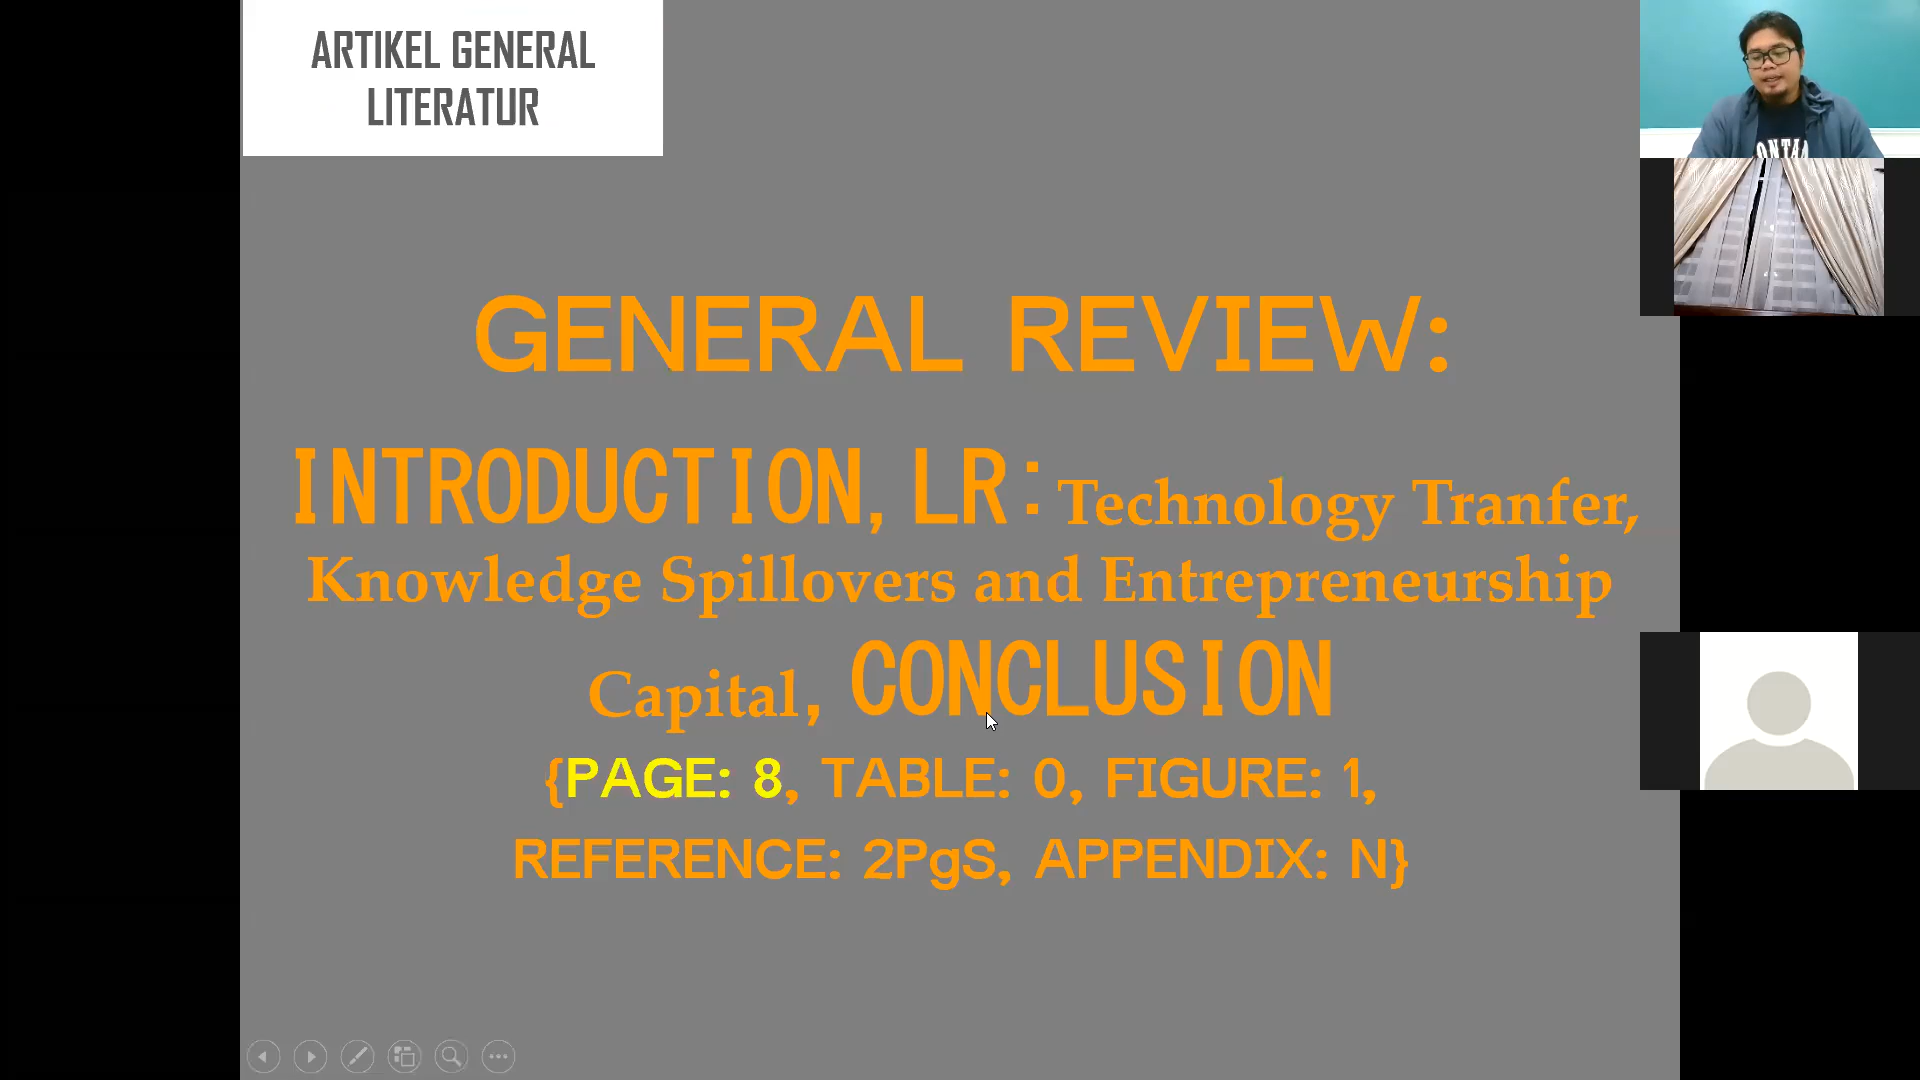 ARTIKEL GENERAL
LITERATUR
GENERAL REVIEW:
INTRODUCTION, LR: Technology Tranfer,
Knowledge Spillovers and Entrepreneurship
Capital, CONCLUSION
{PAGE: 8, TABLE: 0, FIGURE: 1,
REFERENCE: 2PgS, APPENDIX: N}